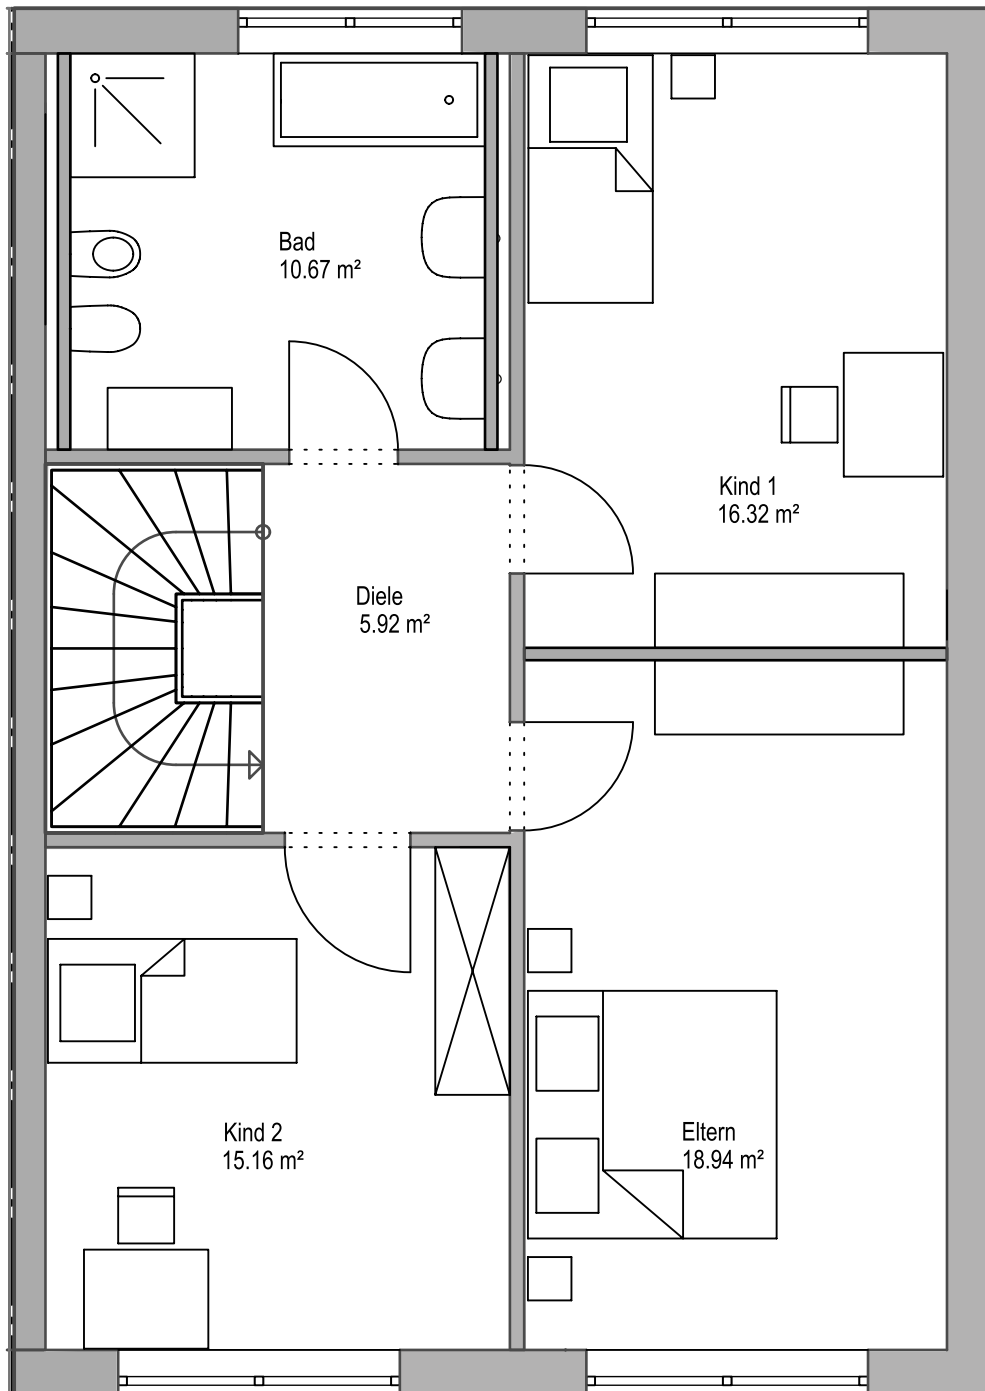 Bad
10.67 m²
Kind 1
16.32 m²
Diele
5.92 m²
Kind 2
15.16 m²
Eltern
18.94 m²